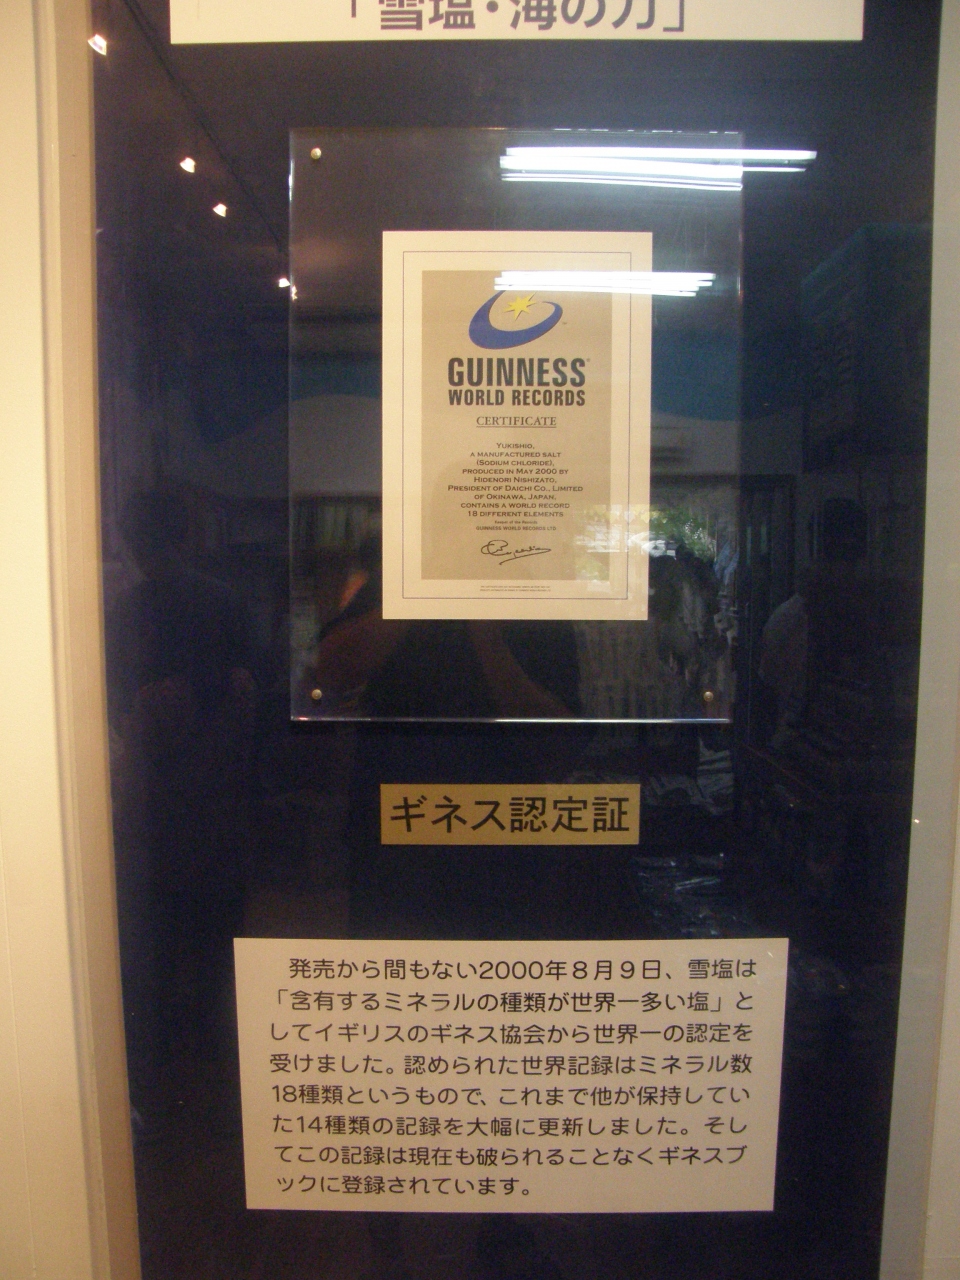 「雪塩・海の力」
GUINNESS
WORLD RECORDS
CERTIFICATE
YUKISHIO,
A MANUFACTURED SALT
(SODIUM CHLORIDE),
PRODUCED IN MAY 2000 BY
HIDENORI NISHIZATO,
PRESIDENT OF DAICHI CO., LIMITED
OF OKINAWA, JAPAN,
CONTAINS A WORLD RECORD
18 DIFFERENT ELEMENTS
Keeper of the Records
GUINNESS WORLD RECORDS LTD
ギネス認定証
発売から間もない2000年8月9日、雪塩は
「含有するミネラルの種類が世界一多い塩」と
してイギリスのギネス協会から世界一の認定を
受けました。認められた世界記録はミネラル数
18種類というもので、これまで他が保持してい
た14種類の記録を大幅に更新しました。そし
てこの記録は現在も破られることなくギネスブ
ックに登録されています。